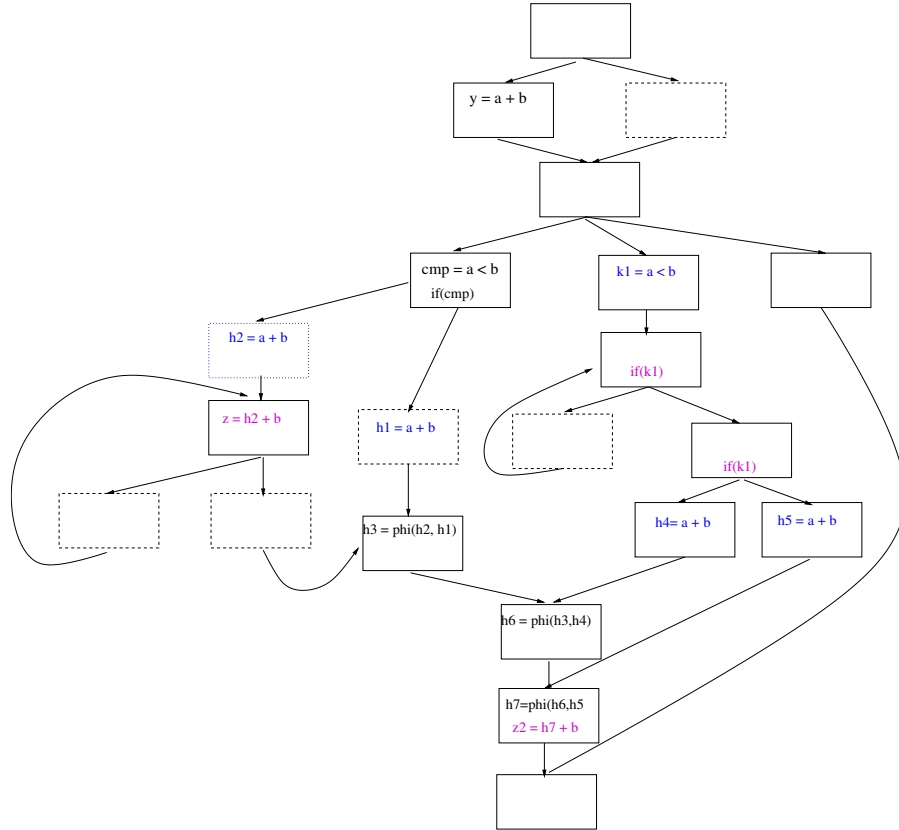 y = a + b
cmp = a < b
if(cmp)
k1 = a < b
h2 = a + b
if(k1)
z = h2 + b
h1 = a + b
if(k1)
h3 = phi(h2, h1)
h4= a + b
h5 = a + b
h6 = phi(h3,h4)
h7=phi(h6,h5
z2 = h7 + b